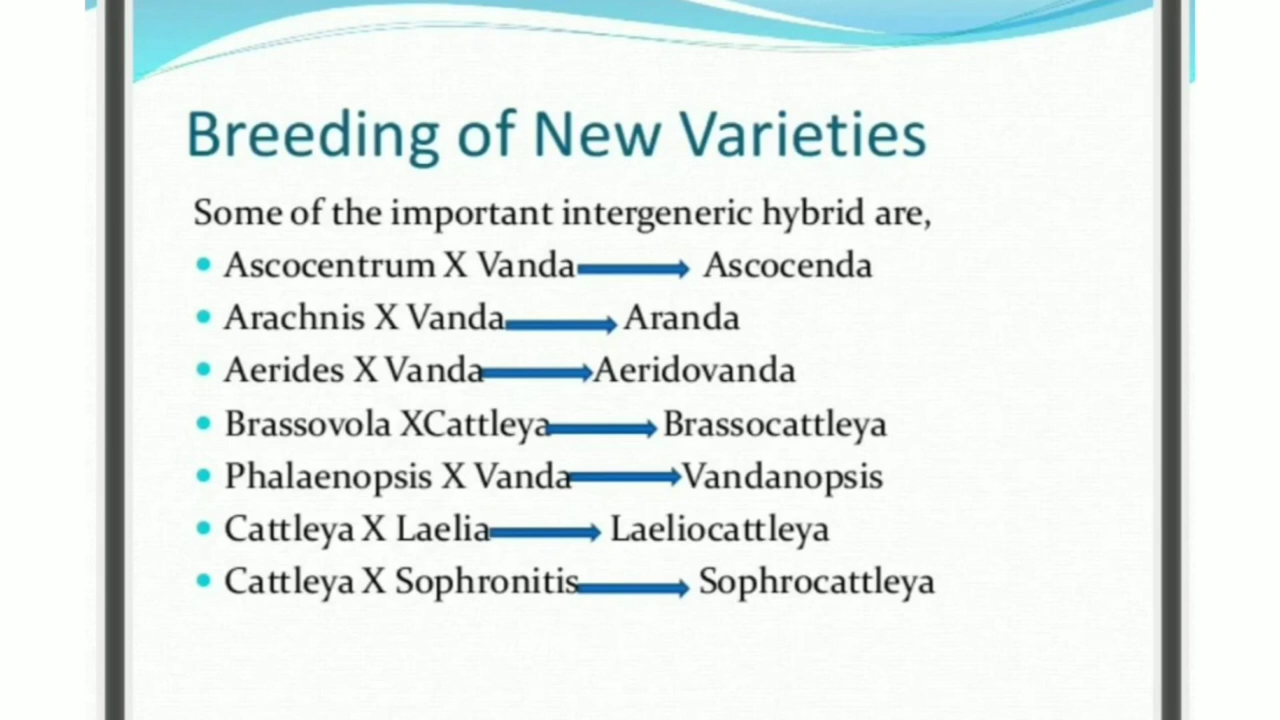 Breeding of New Varieties
Some of the important intergeneric hybrid are,
• Ascocentrum X Vanda → Ascocenda
• Arachnis X Vanda → Aranda
• Aerides X Vanda → Aeridovanda
• Brassovola XCattleya → Brassocattleya
• Phalaenopsis X Vanda → Vandanopsis
• Cattleya X Laelia → Laeliocattleya
• Cattleya X Sophronitis → Sophrocattleya